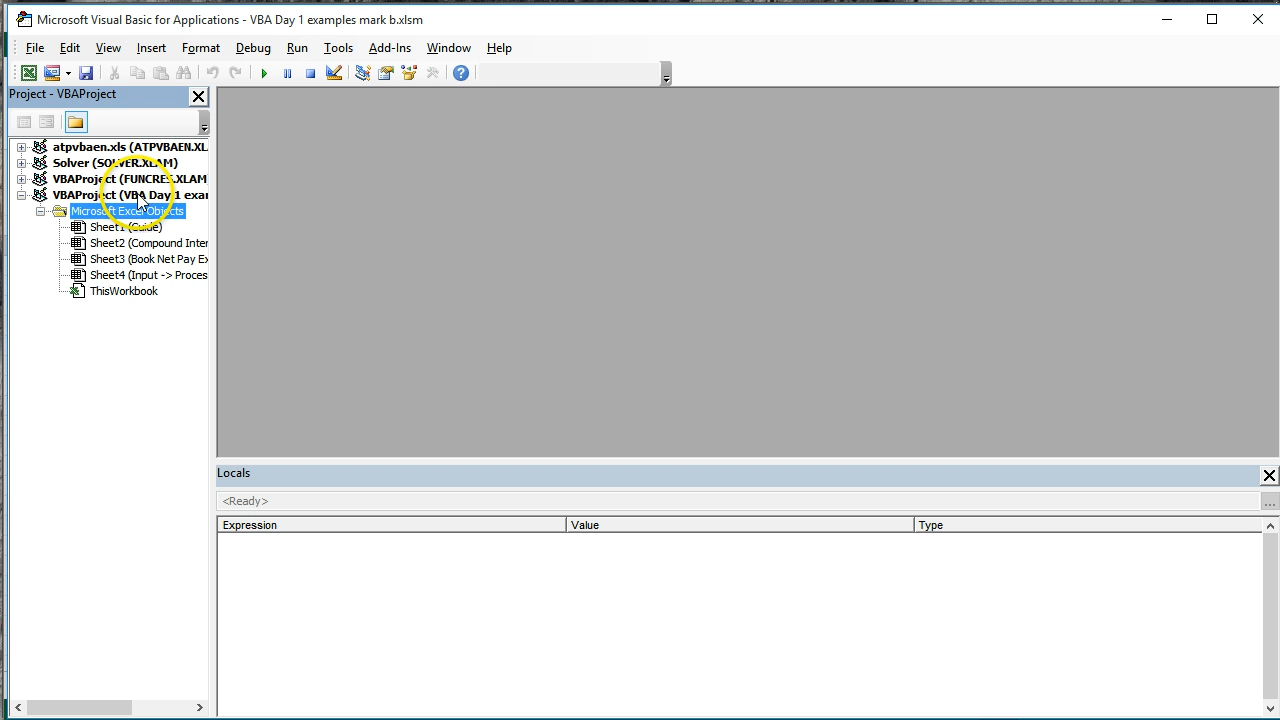 Microsoft Visual Basic for Applications - VBA Day 1 examples mark b.xlsm
File Edit View Insert Format Debug Run Tools Add-Ins Window Help
Project - VBAProject
atpvbaen.xls (ATPVBAEN.XL
Solver (SOLVER.XLAM)
VBAProject (FUNCRES.XLAM
VBAProject (VBA Day 1 exar
Microsoft Excel Objects
Sheet1 (Guide)
Sheet2 (Compound Inter
Sheet3 (Book Net Pay Ex
Sheet4 (Input -> Proces
ThisWorkbook
Locals
<Ready>
...
Expression Value Type